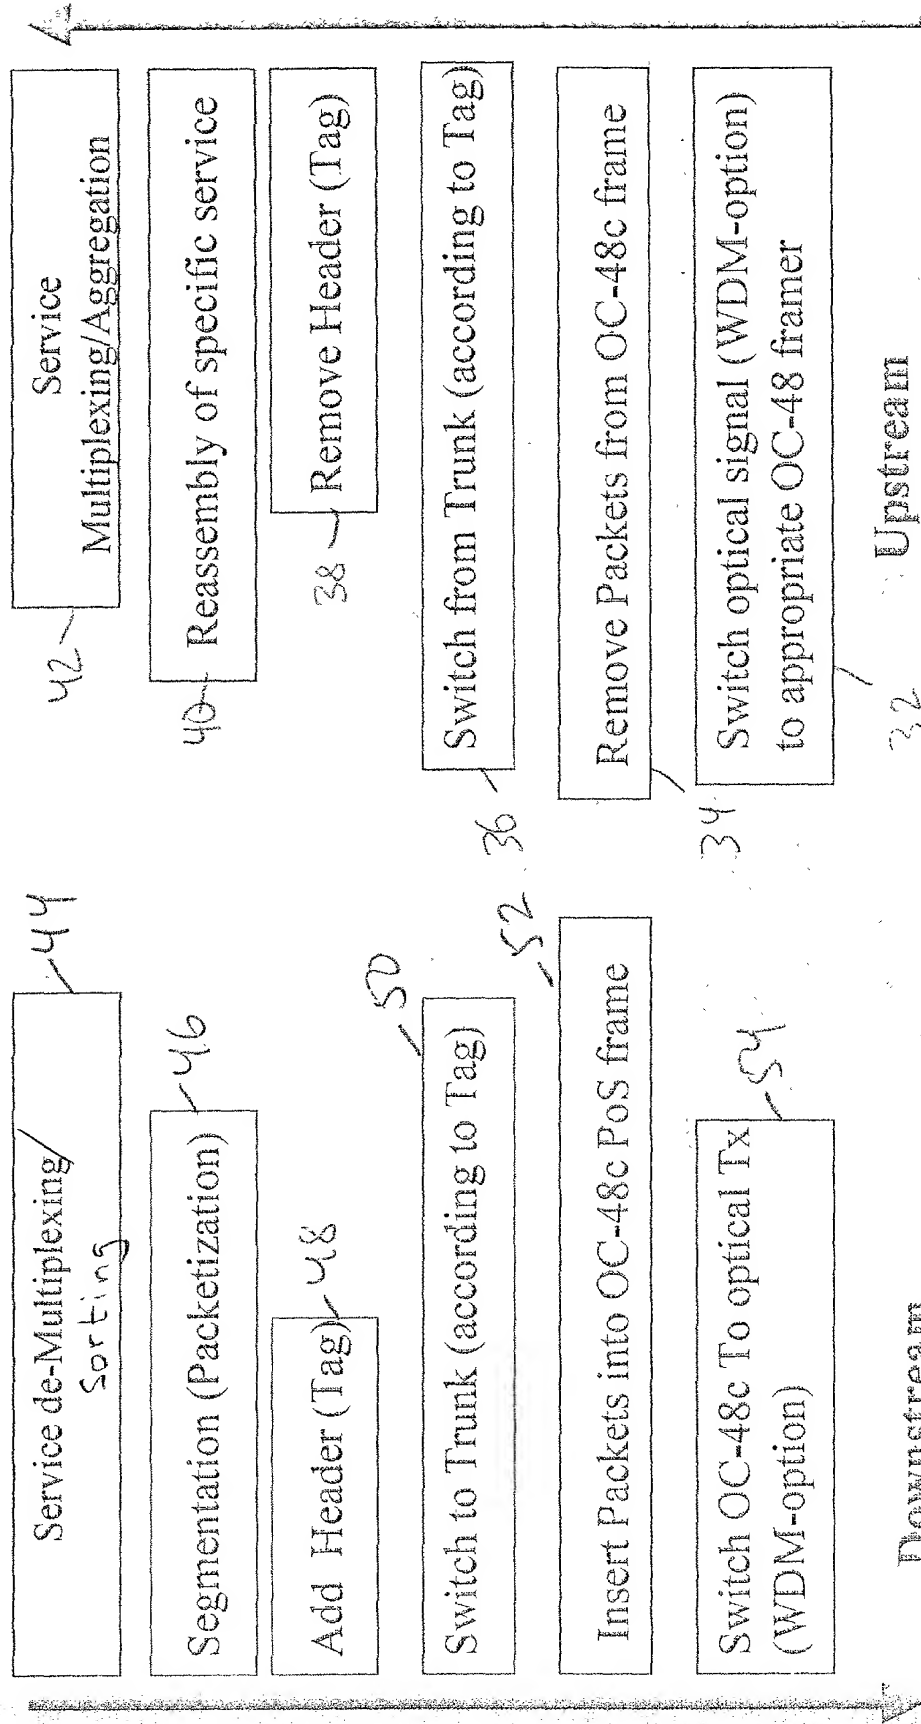 Service de-Multiplexing/
Sorting
44
Segmentation (Packetization)
46
Add Header (Tag)
48
Switch to Trunk (according to Tag)
50
Insert Packets into OC-48c PoS frame
52
Switch OC-48c To optical Tx
(WDM-option)
54
Downstream
Service
Multiplexing/Aggregation
42
Reassembly of specific service
40
Remove Header (Tag)
38
Switch from Trunk (according to Tag)
36
Remove Packets from OC-48c frame
34
Switch optical signal (WDM-option)
to appropriate OC-48 framer
32
Upstream